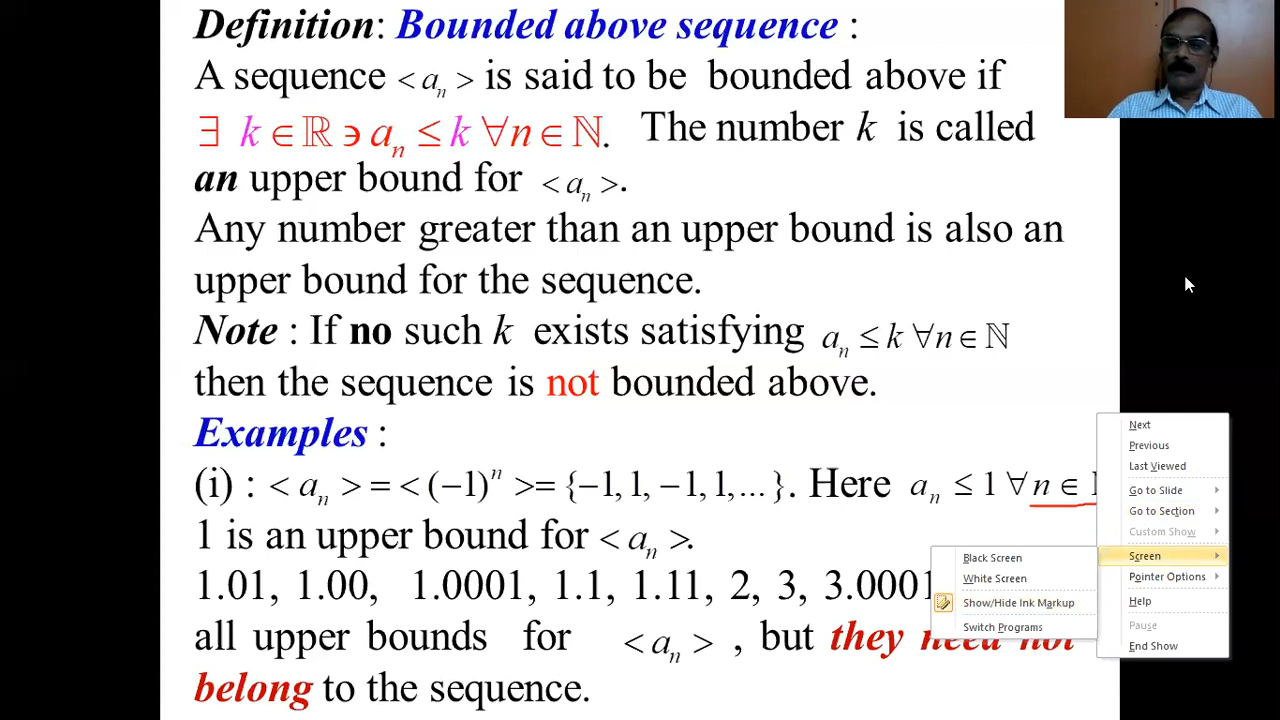 Definition: Bounded above sequence :
A sequence < aₙ > is said to be bounded above if
∃ k ∈ ℝ ∍ aₙ ≤ k ∀n ∈ ℕ. The number k is called
an upper bound for < aₙ >.
Any number greater than an upper bound is also an
upper bound for the sequence.
Note : If no such k exists satisfying aₙ ≤ k ∀n ∈ ℕ
then the sequence is not bounded above.
Examples :
(i) : < aₙ > = < (−1)ⁿ >= {−1, 1, −1, 1, ...}. Here aₙ ≤ 1 ∀n ∈
1 is an upper bound for < aₙ >.
1.01, 1.00, 1.0001, 1.1, 1.11, 2, 3, 3.0001
all upper bounds for < aₙ > , but they need not
belong to the sequence.
Next
Previous
Last Viewed
Go to Slide
Go to Section
Custom Show
Screen
Pointer Options
Help
Pause
End Show
Black Screen
White Screen
Show/Hide Ink Markup
Switch Programs